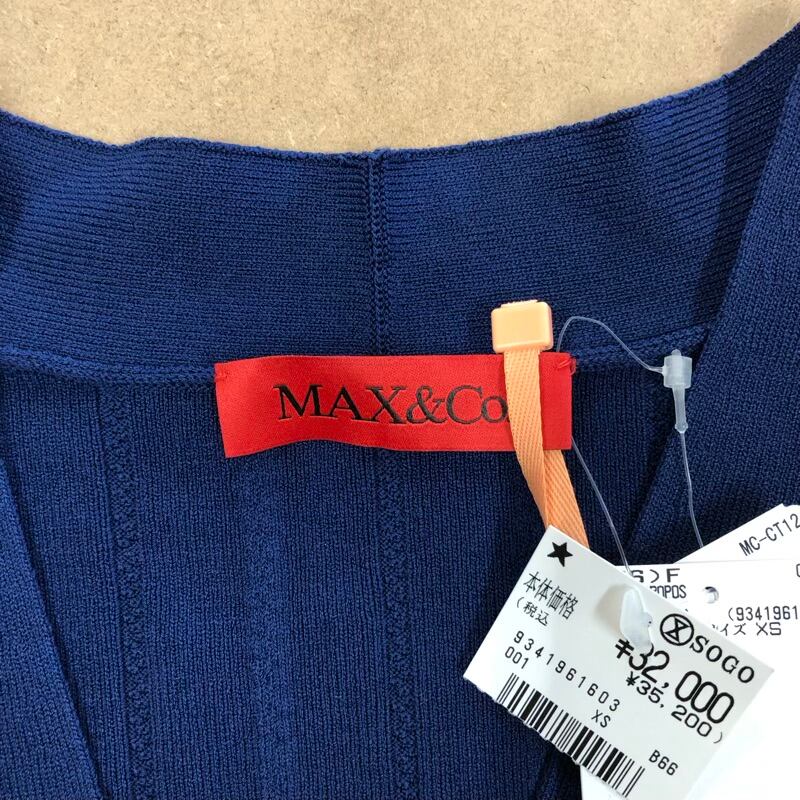 MAX&Co.
MC-CT12
S>F
POPOS
(9341961
イズ XS
★
本体価格
(税込
¥32,000
¥35,200)
SOGO
9341961603
001
XS
B66